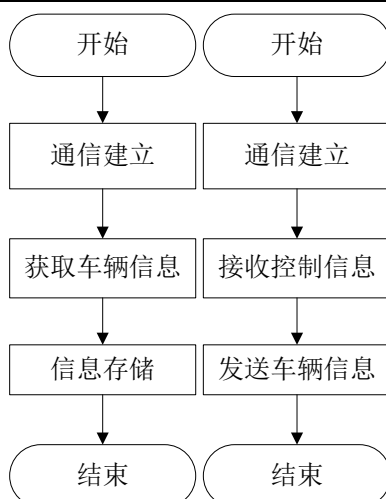 开始
通信建立
获取车辆信息
信息存储
结束
开始
通信建立
接收控制信息
发送车辆信息
结束